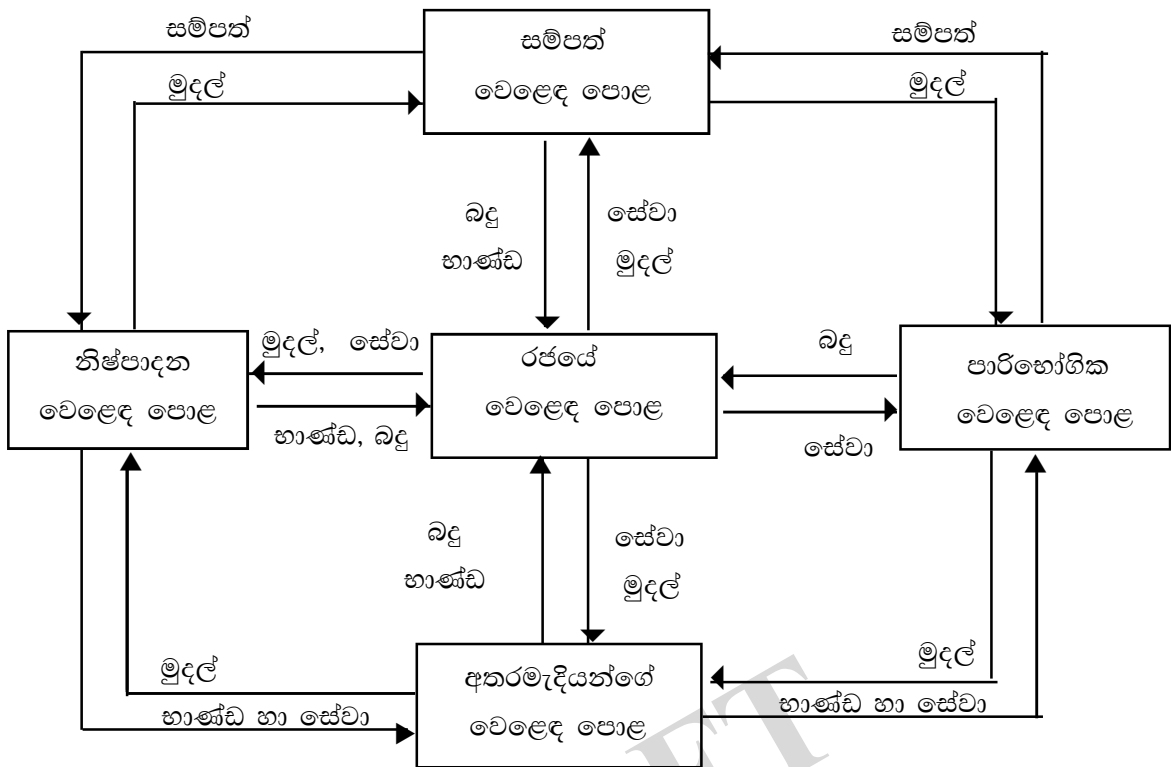 සම්පත්
සම්පත්
වෙළෙඳ පොළ
සම්පත්
මුදල්
මුදල්
බදු
භාණ්ඩ
සේවා
මුදල්
නිෂ්පාදන
වෙළෙඳ පොළ
මුදල්, සේවා
භාණ්ඩ, බදු
රජයේ
වෙළෙඳ පොළ
බදු
සේවා
පාරිභෝගික
වෙළෙඳ පොළ
බදු
භාණ්ඩ
සේවා
මුදල්
මුදල්
භාණ්ඩ හා සේවා
අතරමැදියන්ගේ
වෙළෙඳ පොළ
මුදල්
භාණ්ඩ හා සේවා